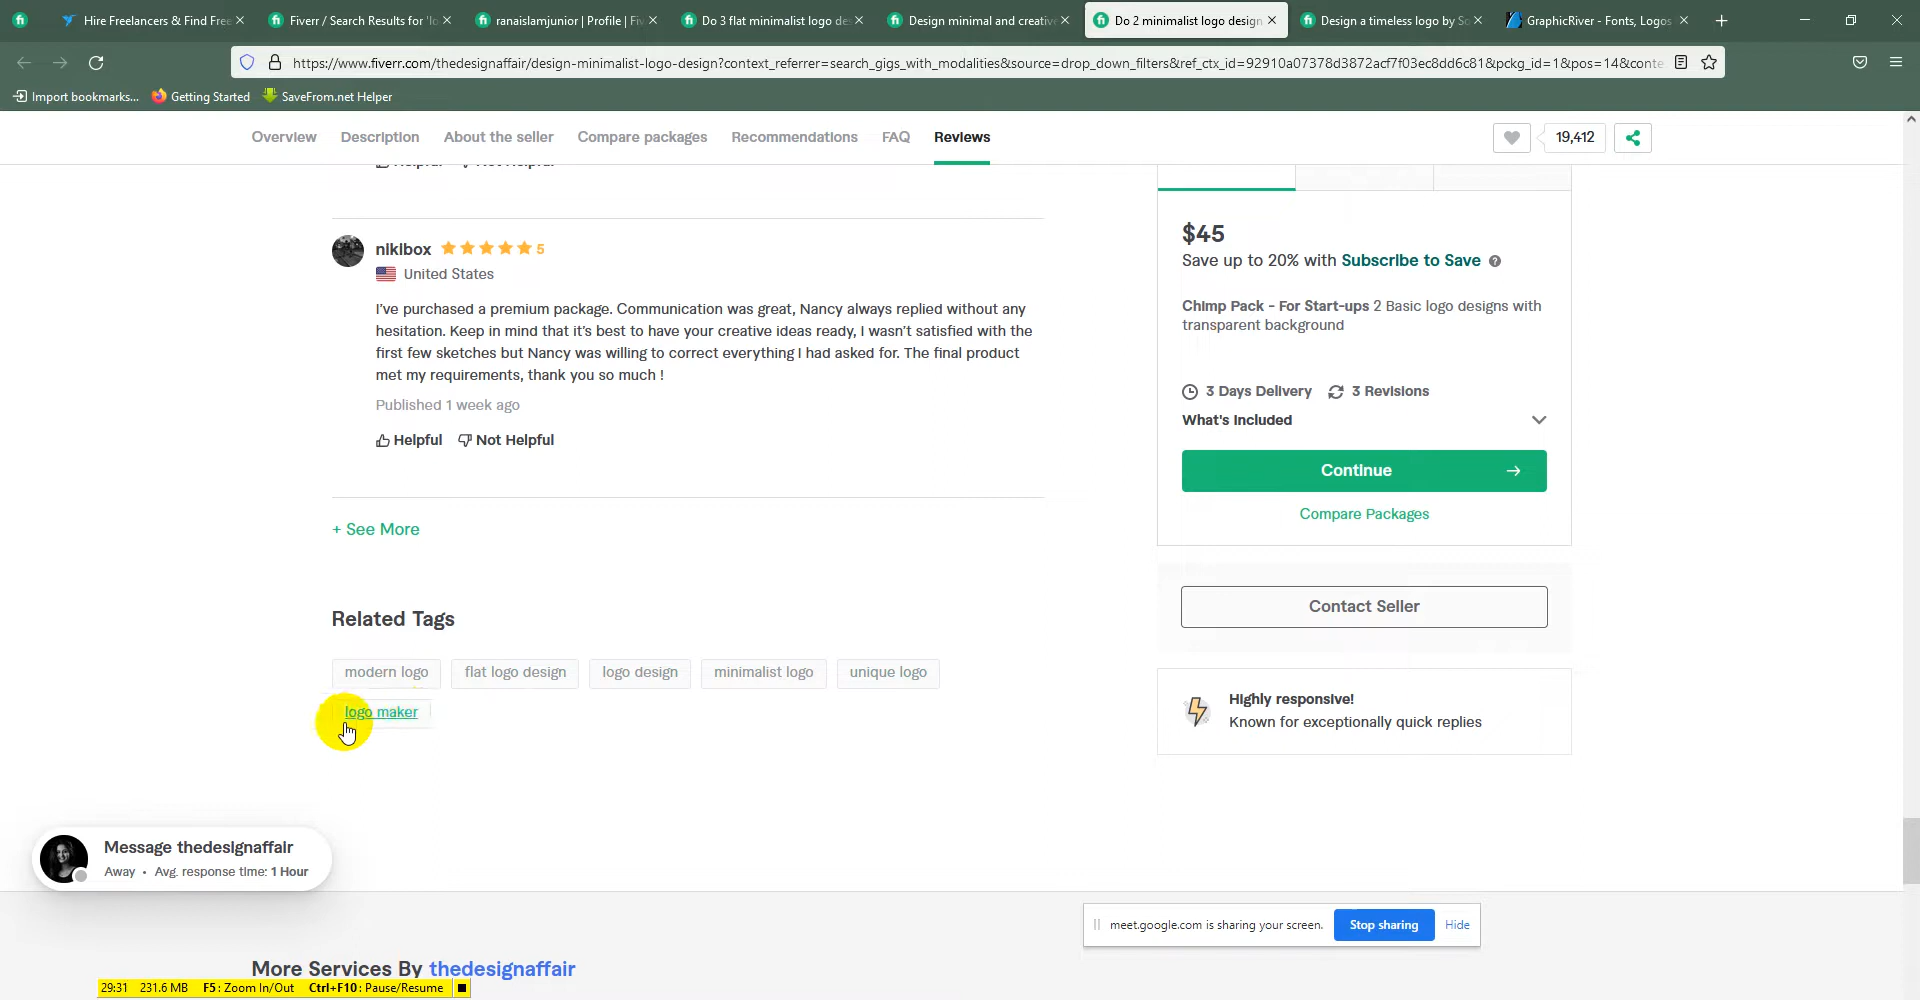 Hire Freelancers & Find Free
Fiverr / Search Results for 'lo
ranaislamjunior | Profile | Fiv
Do 3 flat minimalist logo de
Design minimal and creative
Do 2 minimalist logo design
Design a timeless logo by So
GraphicRiver - Fonts, Logos
https://www.fiverr.com/thedesignaffair/design-minimalist-logo-design?context_referrer=search_gigs_with_modalities&source=drop_down_filters&ref_ctx_id=92910a07378d3872acf7f03ec8dd6c81&pckg_id=1&pos=14&conte
Import bookmarks...
Getting Started
SaveFrom.net Helper
Overview
Description
About the seller
Compare packages
Recommendations
FAQ
Reviews
19,412
Helpful
Not Helpful
nikibox 5
United States
I've purchased a premium package. Communication was great, Nancy always replied without any
hesitation. Keep in mind that it's best to have your creative ideas ready, I wasn't satisfied with the
first few sketches but Nancy was willing to correct everything I had asked for. The final product
met my requirements, thank you so much !
Published 1 week ago
Helpful
Not Helpful
+ See More
Related Tags
modern logo
flat logo design
logo design
minimalist logo
unique logo
logo maker
$45
Save up to 20% with Subscribe to Save
Chimp Pack - For Start-ups 2 Basic logo designs with
transparent background
3 Days Delivery
3 Revisions
What's Included
Continue
Compare Packages
Contact Seller
Highly responsive!
Known for exceptionally quick replies
Message thedesignaffair
Away • Avg. response time: 1 Hour
meet.google.com is sharing your screen.
Stop sharing
Hide
More Services By thedesignaffair
29:31 231.6 MB F5: Zoom In/Out Ctrl+F10: Pause/Resume